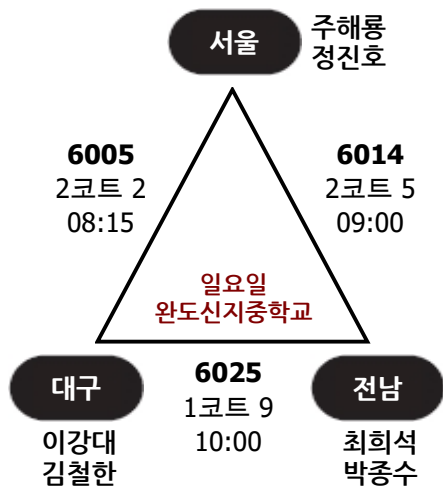 서울
주해룡
정진호
6005
2코트 2
08:15
6014
2코트 5
09:00
일요일
완도신지중학교
대구
이강대
김철한
6025
1코트 9
10:00
전남
최희석
박종수